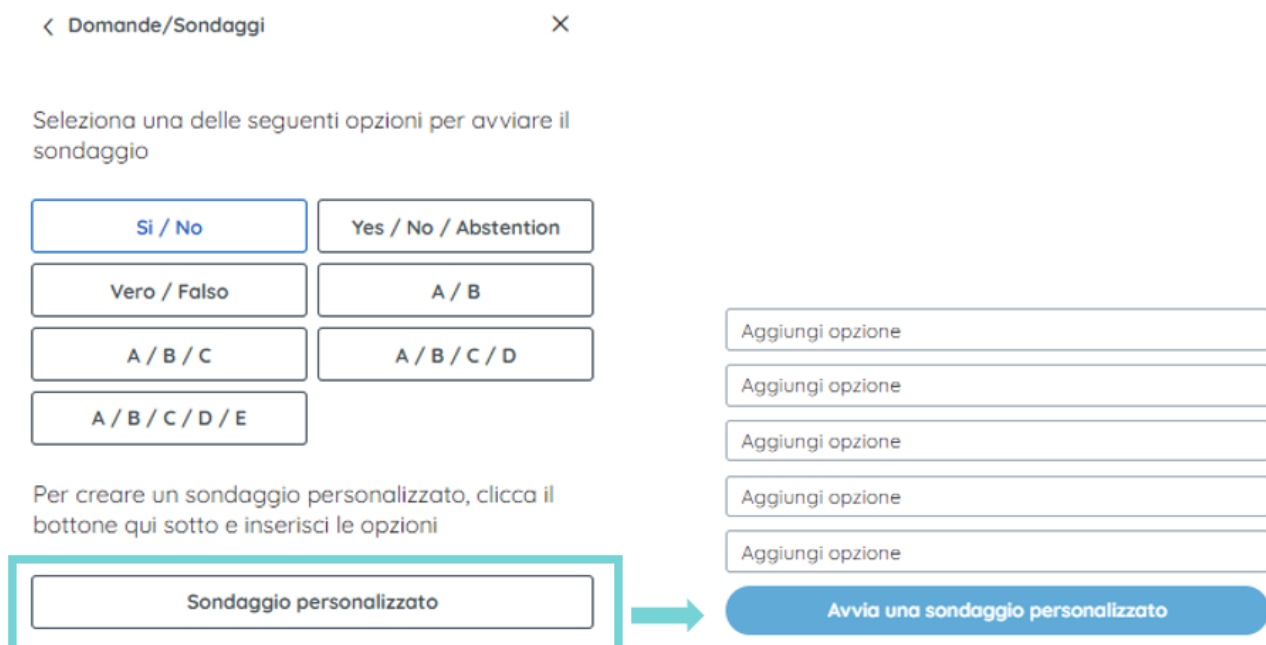 Domande/Sondaggi
Seleziona una delle seguenti opzioni per avviare il
sondaggio
Si / No
Yes / No / Abstention
Vero / Falso
A / B
A / B / C
A / B / C / D
A / B / C / D / E
Per creare un sondaggio personalizzato, clicca il
bottone qui sotto e inserisci le opzioni
Sondaggio personalizzato
Aggiungi opzione
Aggiungi opzione
Aggiungi opzione
Aggiungi opzione
Aggiungi opzione
Avvia una sondaggio personalizzato